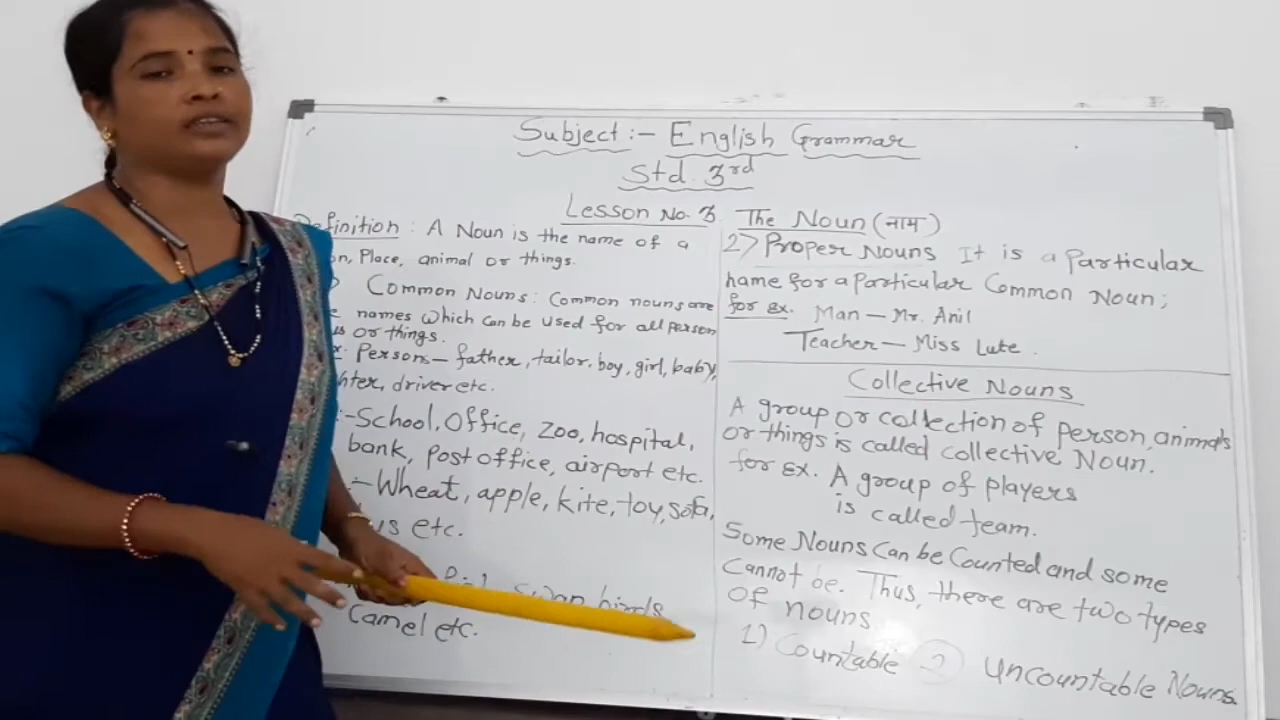 Subject :- English Grammar
Std. 3rd
Lesson No. 3 The Noun (नाम)
Definition : A Noun is the name of a
Place, animal or things.
Common Nouns : Common nouns are
names which can be used for all person
or things.
Persons - father, tailor, boy, girl, baby,
driver etc.
:- School, Office, Zoo, hospital,
bank, post office, airport etc.
:- Wheat, apple, kite, toy, sofa,
etc.
birds
Camel etc.
2) Proper Nouns It is a Particular
name for a Particular Common Noun;
for ex. Man - Mr. Anil
Teacher - Miss Lute.
Collective Nouns
A group or collection of person, animals
or things is called collective Noun.
for Ex. A group of players
is called team.
Some Nouns Can be Counted and some
Cannot be. Thus, there are two types
of nouns
1) Countable 2) Uncountable Nouns